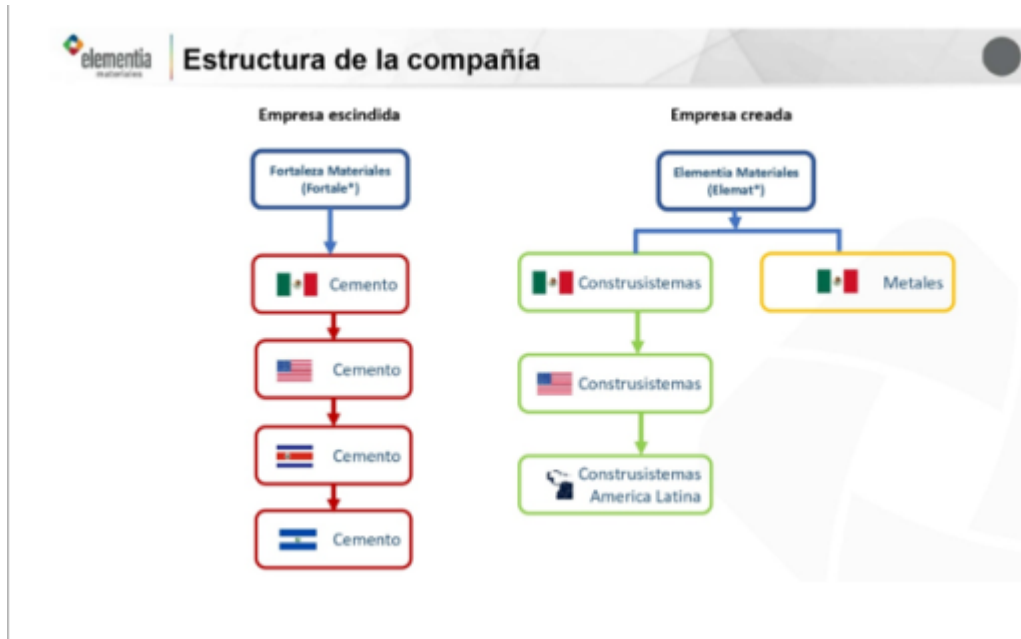 elementia
materiales
Estructura de la compañía
Empresa escindida
Empresa creada
Fortaleza Materiales
(Fortale*)
Elementia Materiales
(Elemat*)
Cemento
Construsistemas
Metales
Cemento
Construsistemas
Cemento
Construsistemas
America Latina
Cemento